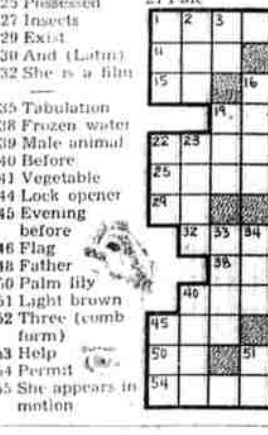 25 Possessed
27 Insects
29 Exist
30 And (Latin)
32 She is a film
—
35 Tabulation
38 Frozen water
39 Male animal
40 Before
41 Vegetable
44 Lock opener
45 Evening
before
46 Flag
48 Father
50 Palm lily
51 Light brown
52 Three (comb
form)
53 Help
54 Permit
55 She appears in
motion
1 2 3
11
15 16
19
22 23
25
29
32 33 34
38
40
45
50 51
54